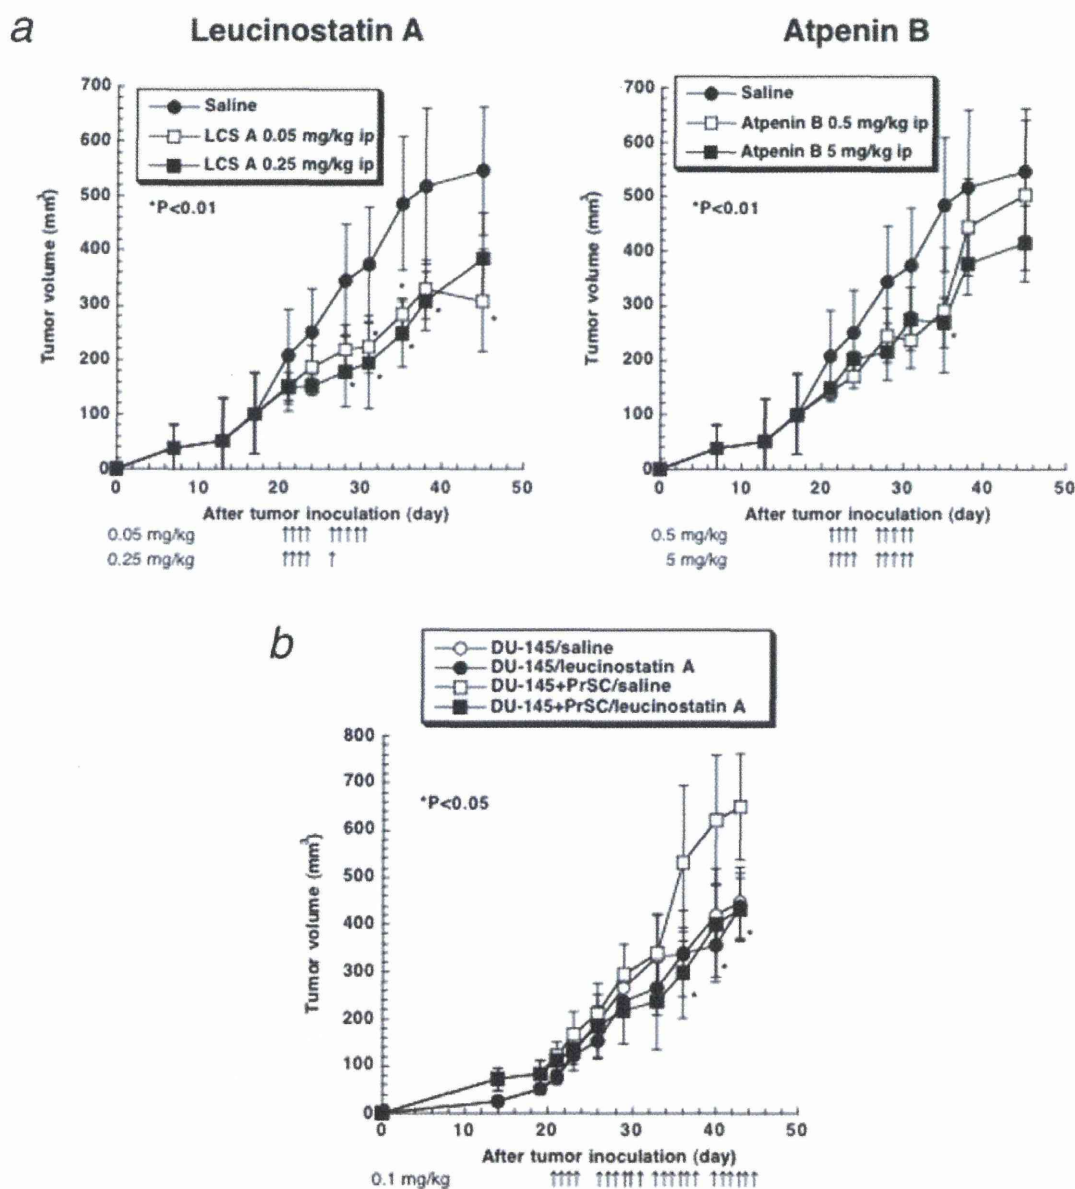 a
Leucinostatin A
Atpenin B
Saline
LCS A 0.05 mg/kg ip
LCS A 0.25 mg/kg ip
*P<0.01
Tumor volume (mm³)
700
600
500
400
300
200
100
0
0 10 20 30 40 50
After tumor inoculation (day)
0.05 mg/kg ↑↑↑↑ ↑↑↑↑↑
0.25 mg/kg ↑↑↑↑ ↑
Saline
Atpenin B 0.5 mg/kg ip
Atpenin B 5 mg/kg ip
*P<0.01
Tumor volume (mm³)
700
600
500
400
300
200
100
0
0 10 20 30 40 50
After tumor inoculation (day)
0.5 mg/kg ↑↑↑↑ ↑↑↑↑↑
5 mg/kg ↑↑↑↑ ↑↑↑↑↑
b
DU-145/saline
DU-145/leucinostatin A
DU-145+PrSC/saline
DU-145+PrSC/leucinostatin A
*P<0.05
Tumor volume (mm³)
800
700
600
500
400
300
200
100
0
0 10 20 30 40 50
After tumor inoculation (day)
0.1 mg/kg